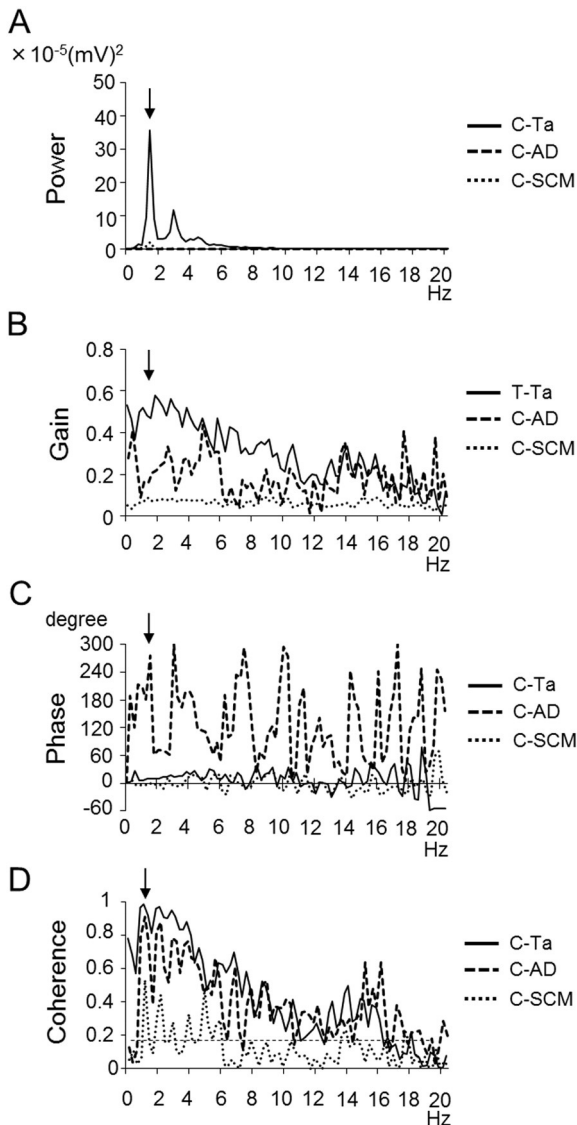 A
×10-5(mV)2
50
40
30
20
10
0
Power
0 2 4 6 8 10 12 14 16 18 20
Hz
C-Ta
C-AD
C-SCM
B
0.8
0.6
0.4
0.2
0
Gain
0 2 4 6 8 10 12 14 16 18 20
Hz
T-Ta
C-AD
C-SCM
C
degree
300
240
180
120
60
0
-60
Phase
0 2 4 6 8 10 12 14 16 18 20
Hz
C-Ta
C-AD
C-SCM
D
1
0.8
0.6
0.4
0.2
0
Coherence
0 2 4 6 8 10 12 14 16 18 20
Hz
C-Ta
C-AD
C-SCM